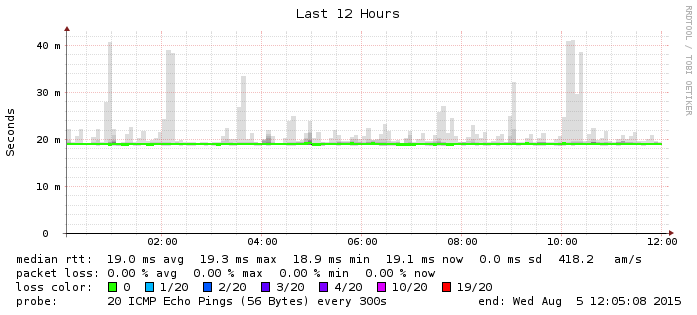 Last 12 Hours
RRDTOOL / TOBI OETIKER
Seconds
40 m
30 m
20 m
10 m
0
02:00 04:00 06:00 08:00 10:00 12:00
median rtt: 19.0 ms avg 19.3 ms max 18.9 ms min 19.1 ms now 0.0 ms sd 418.2 am/s
packet loss: 0.00 % avg 0.00 % max 0.00 % min 0.00 % now
loss color: 0 1/20 2/20 3/20 4/20 10/20 19/20
probe: 20 ICMP Echo Pings (56 Bytes) every 300s end: Wed Aug 5 12:05:08 2015